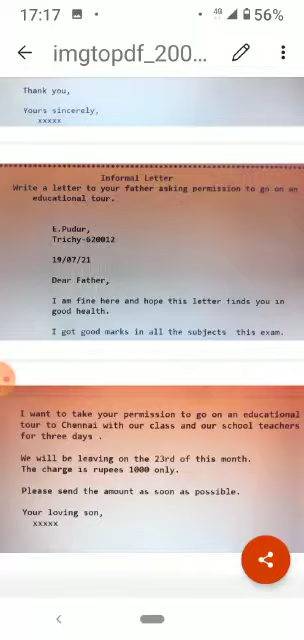 17:17
4G
56%
imgtopdf_200...
Thank you,
Yours sincerely,
xxxxx
Informal Letter
Write a letter to your father asking permission to go on an
educational tour.
E.Pudur,
Trichy-620012
19/07/21
Dear Father,
I am fine here and hope this letter finds you in
good health.
I got good marks in all the subjects this exam.
I want to take your permission to go on an educational
tour to Chennai with our class and our school teachers
for three days .
We will be leaving on the 23rd of this month.
The charge is rupees 1000 only.
Please send the amount as soon as possible.
Your loving son,
xxxxx